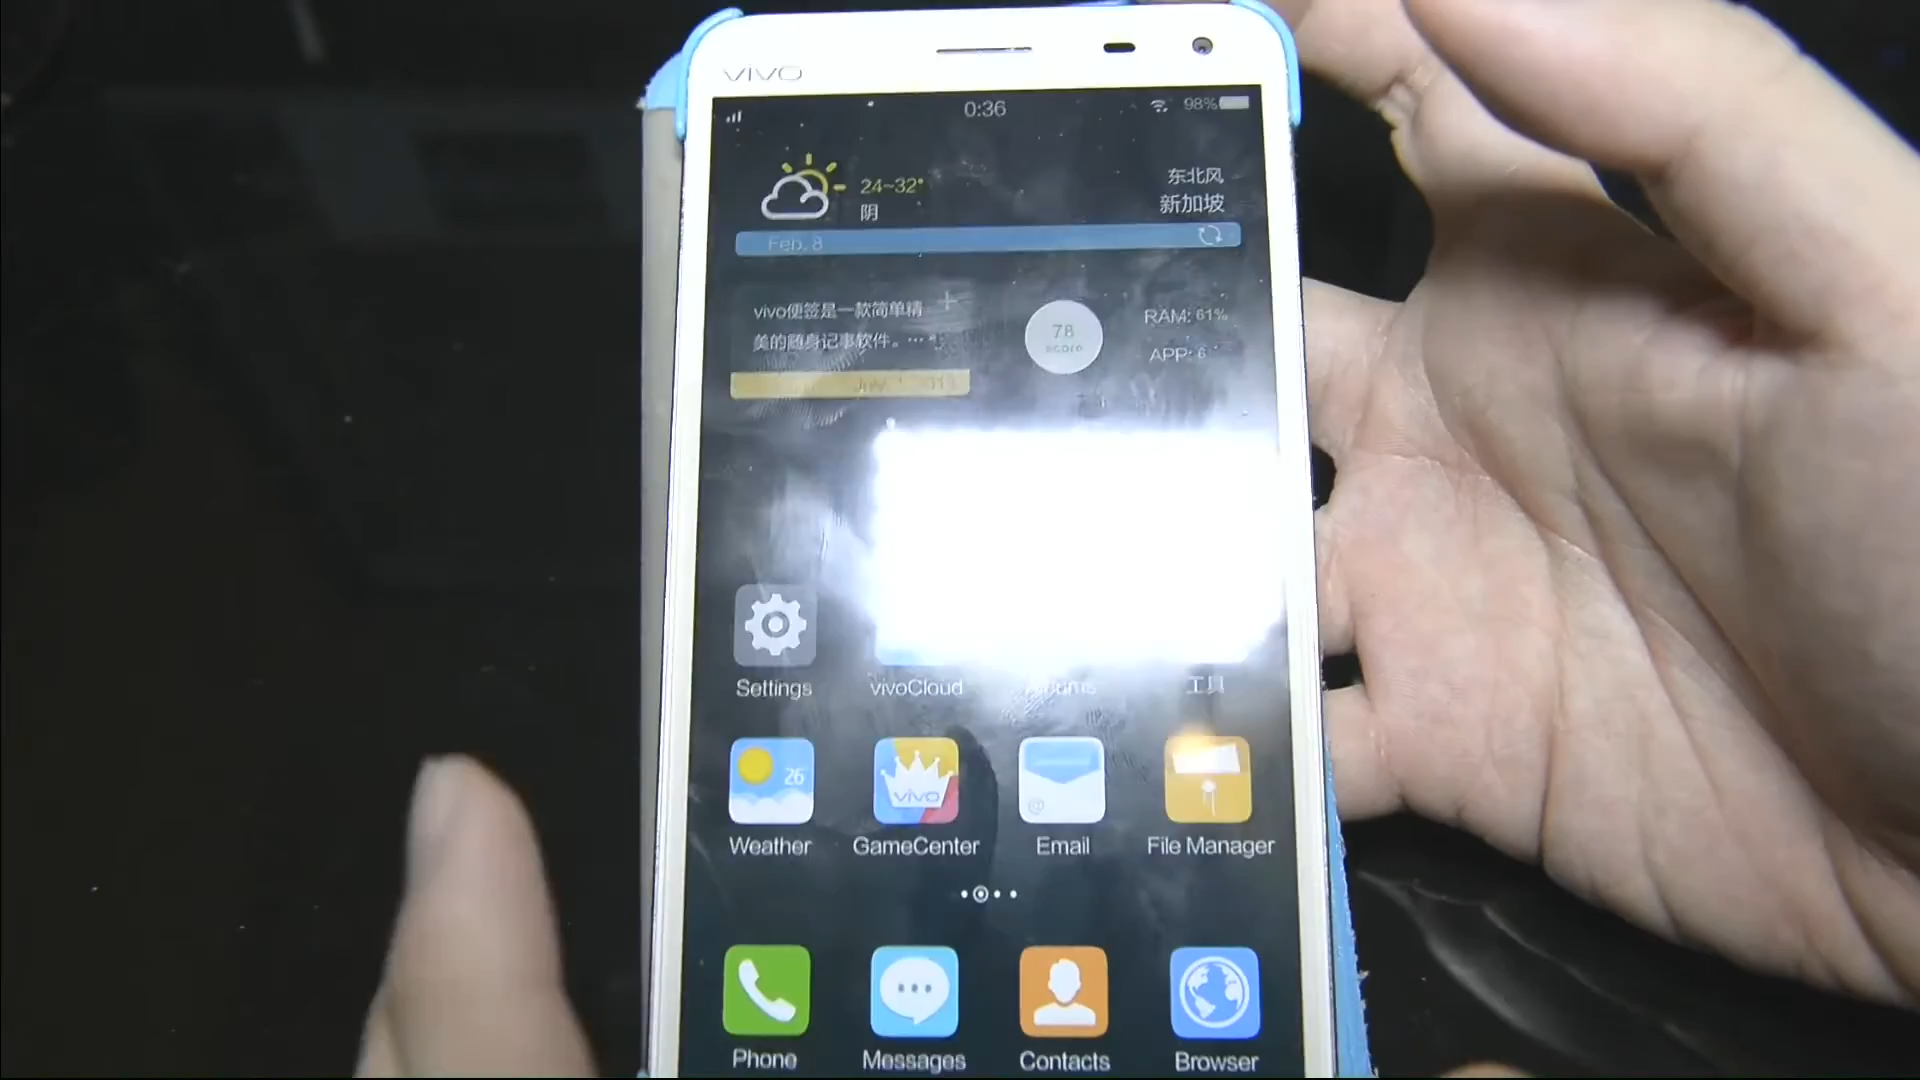 vivo
0:36
98%
24~32°
阴
东北风
新加坡
Feb. 8
vivo便签是一款简单精
美的随身记事软件。…
78
score
RAM: 61%
APP: 6
Settings
vivoCloud
Albums
工具
26
vivo
@
Weather
GameCenter
Email
File Manager
Phone
Messages
Contacts
Browser